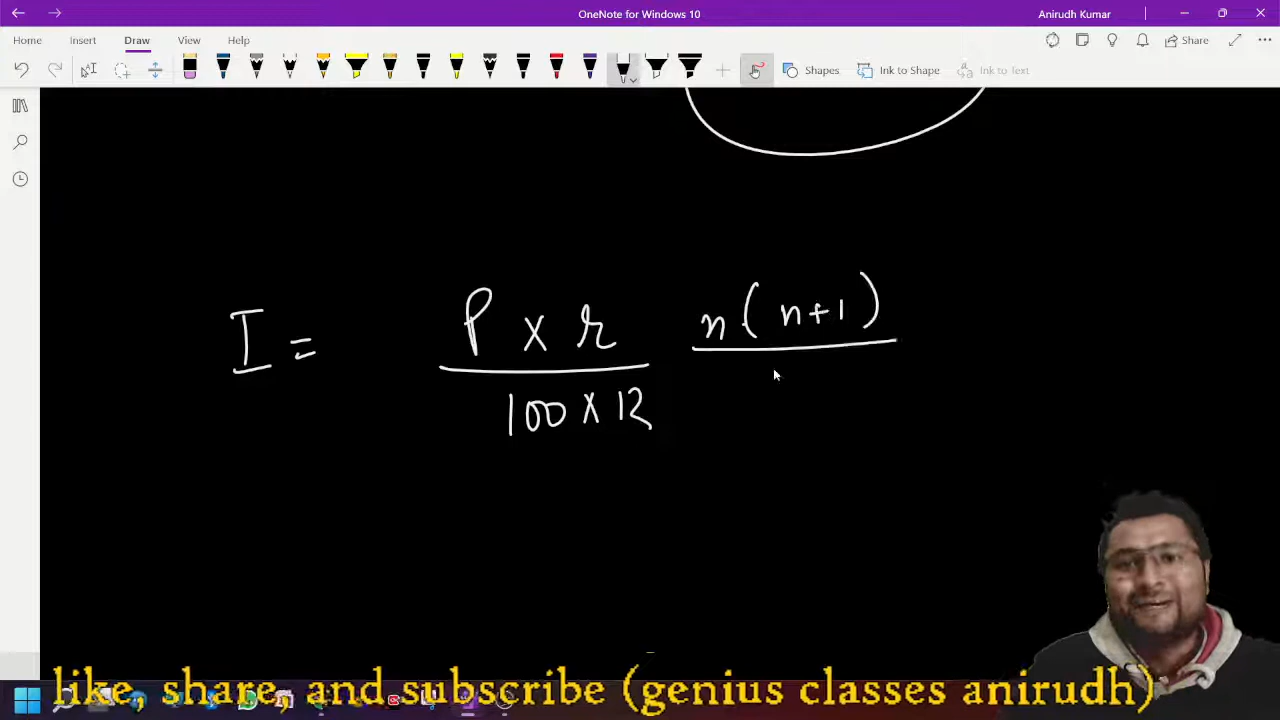 OneNote for Windows 10
Anirudh Kumar
Home Insert Draw View Help
Share
Shapes Ink to Shape Ink to Text
I = P x r n(n+1)
100 x 12
like, share, and subscribe (genius classes anirudh)